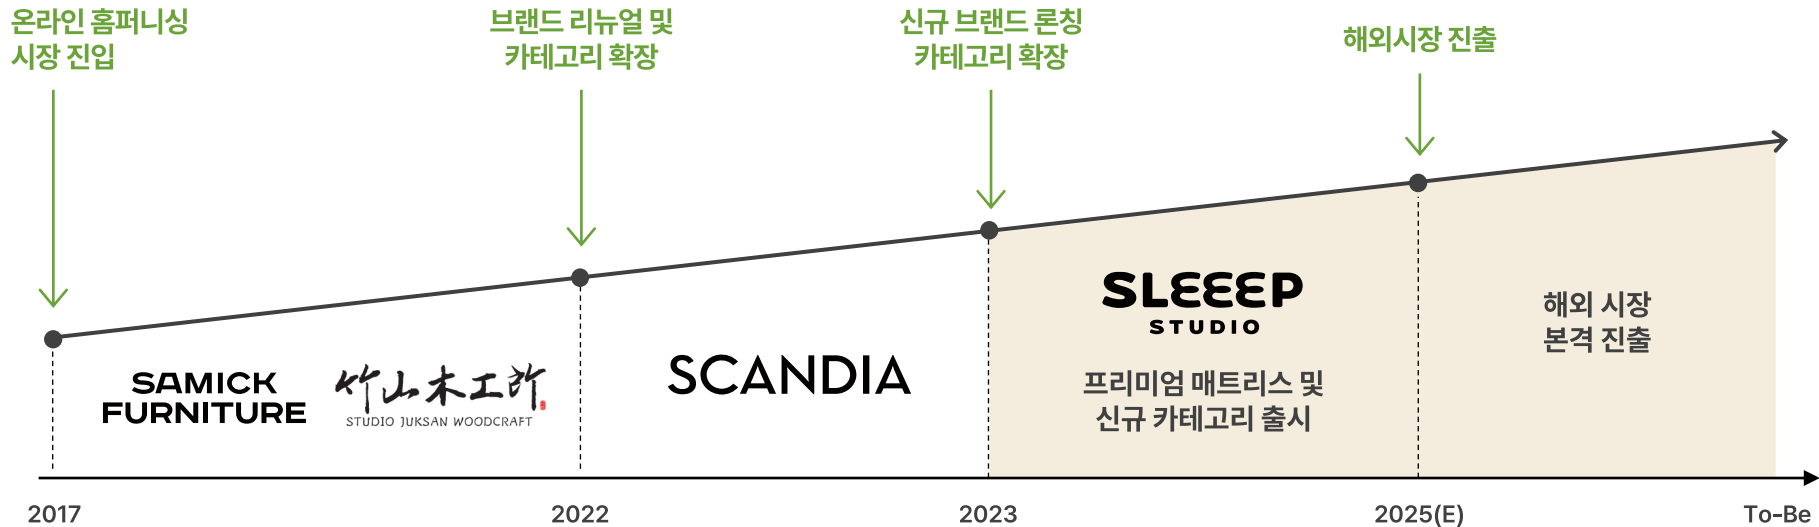 온라인 홈퍼니싱
시장 진입
브랜드 리뉴얼 및
카테고리 확장
신규 브랜드 론칭
카테고리 확장
해외시장 진출
SAMICK
FURNITURE
竹山木工所
STUDIO JUKSAN WOODCRAFT
SCANDIA
SLEEEP
STUDIO
프리미엄 매트리스 및
신규 카테고리 출시
해외 시장
본격 진출
2017
2022
2023
2025(E)
To-Be